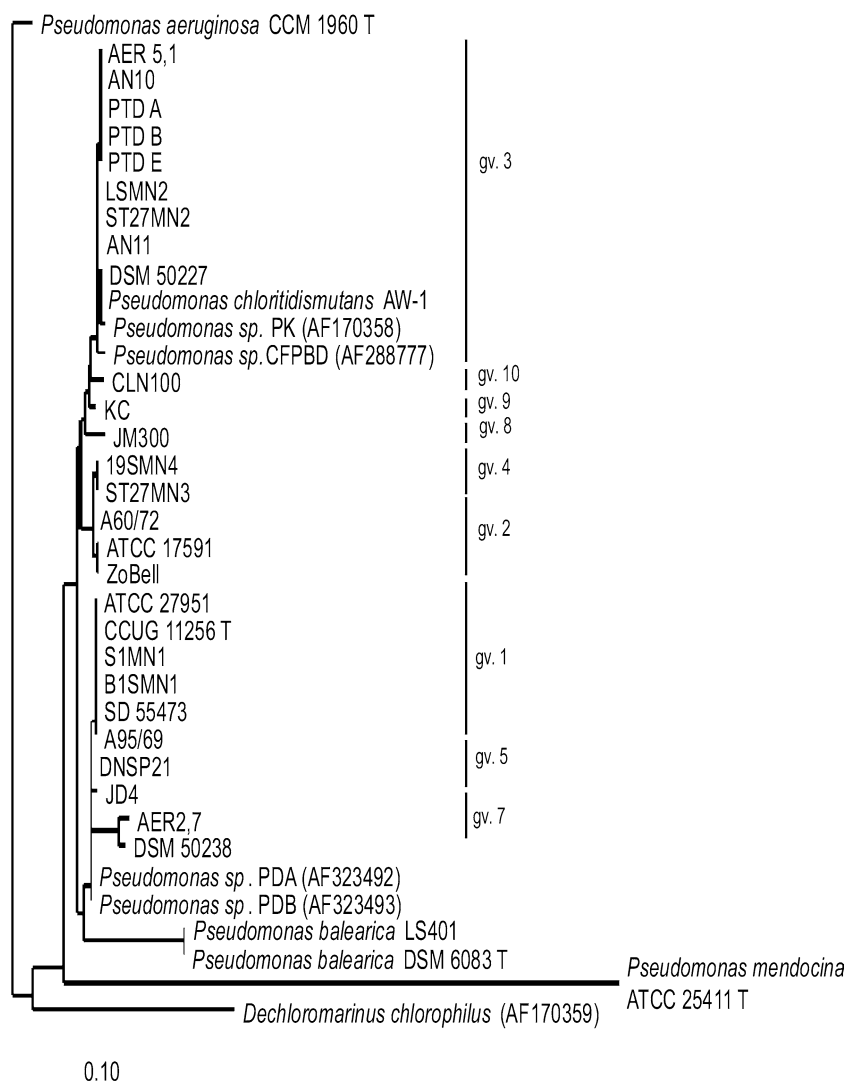 Pseudomonas aeruginosa CCM 1960 T
AER 5,1
AN10
PTD A
PTD B
PTD E
gv. 3
LSMN2
ST27MN2
AN11
DSM 50227
Pseudomonas chloritidismutans AW-1
Pseudomonas sp. PK (AF170358)
Pseudomonas sp.CFPBD (AF288777)
CLN100
gv. 10
KC
gv. 9
JM300
gv. 8
19SMN4
gv. 4
ST27MN3
A60/72
gv. 2
ATCC 17591
ZoBell
ATCC 27951
CCUG 11256 T
S1MN1
gv. 1
B1SMN1
SD 55473
A95/69
DNSP21
gv. 5
JD4
AER2,7
gv. 7
DSM 50238
Pseudomonas sp. PDA (AF323492)
Pseudomonas sp. PDB (AF323493)
Pseudomonas balearica LS401
Pseudomonas balearica DSM 6083 T
Pseudomonas mendocina
ATCC 25411 T
Dechloromarinus chlorophilus (AF170359)
0.10